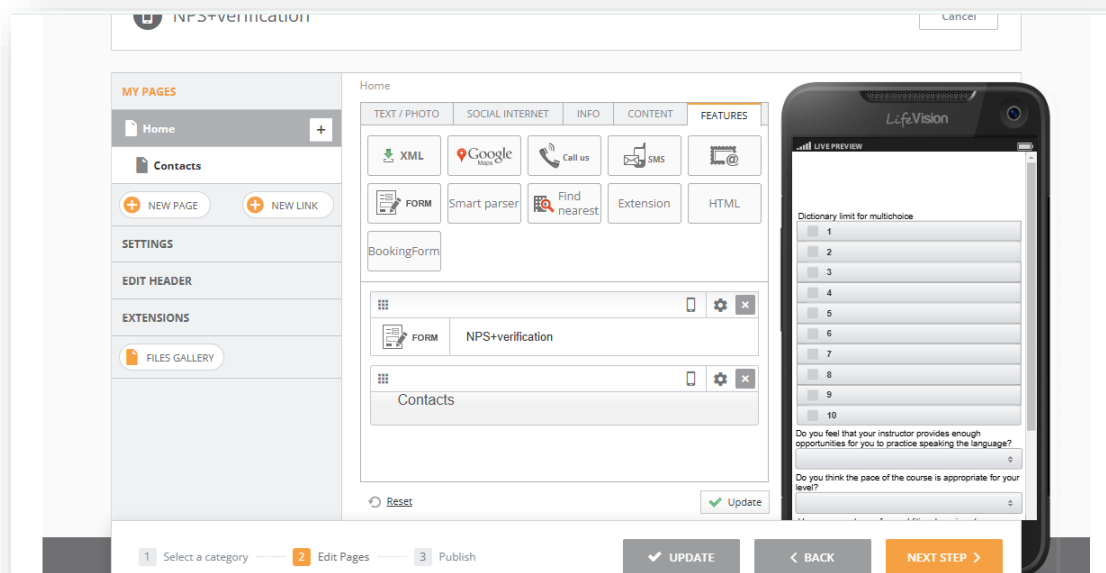 NPS+verification
Cancel
MY PAGES
Home
+
Contacts
NEW PAGE
NEW LINK
SETTINGS
EDIT HEADER
EXTENSIONS
FILES GALLERY
Home
TEXT / PHOTO
SOCIAL INTERNET
INFO
CONTENT
FEATURES
XML
Google
Maps
Call us
SMS
@
FORM
Smart parser
Find
nearest
Extension
HTML
BookingForm
FORM
NPS+verification
Contacts
Reset
Update
LifeVision
LIVE PREVIEW
Dictionary limit for multichoice
1
2
3
4
5
6
7
8
9
10
Do you feel that your instructor provides enough
opportunities for you to practice speaking the language?
Do you think the pace of the course is appropriate for your
level?
1 Select a category
2 Edit Pages
3 Publish
UPDATE
BACK
NEXT STEP